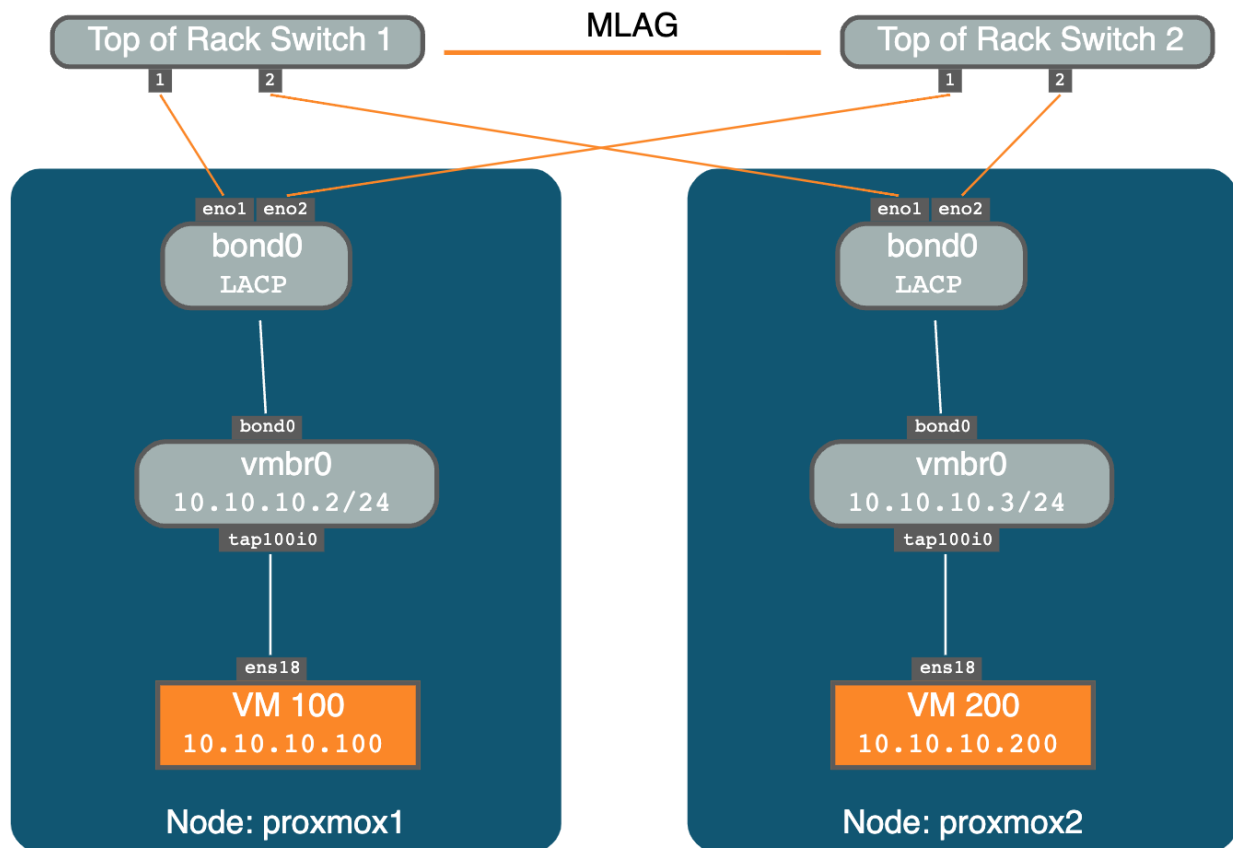 MLAG
Top of Rack Switch 1
Top of Rack Switch 2
1 2
1 2
eno1 eno2
bond0
LACP
bond0
vmbr0
10.10.10.2/24
tap100i0
ens18
VM 100
10.10.10.100
Node: proxmox1
eno1 eno2
bond0
LACP
bond0
vmbr0
10.10.10.3/24
tap100i0
ens18
VM 200
10.10.10.200
Node: proxmox2